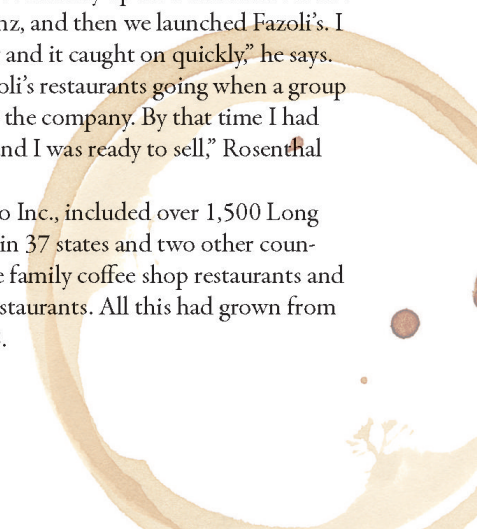 nz, and then we launched Fazoli’s. I
and it caught on quickly,” he says.
oli’s restaurants going when a group
the company. By that time I had
nd I was ready to sell,” Rosenthal
o Inc., included over 1,500 Long
in 37 states and two other coun-
e family coffee shop restaurants and
staurants. All this had grown from